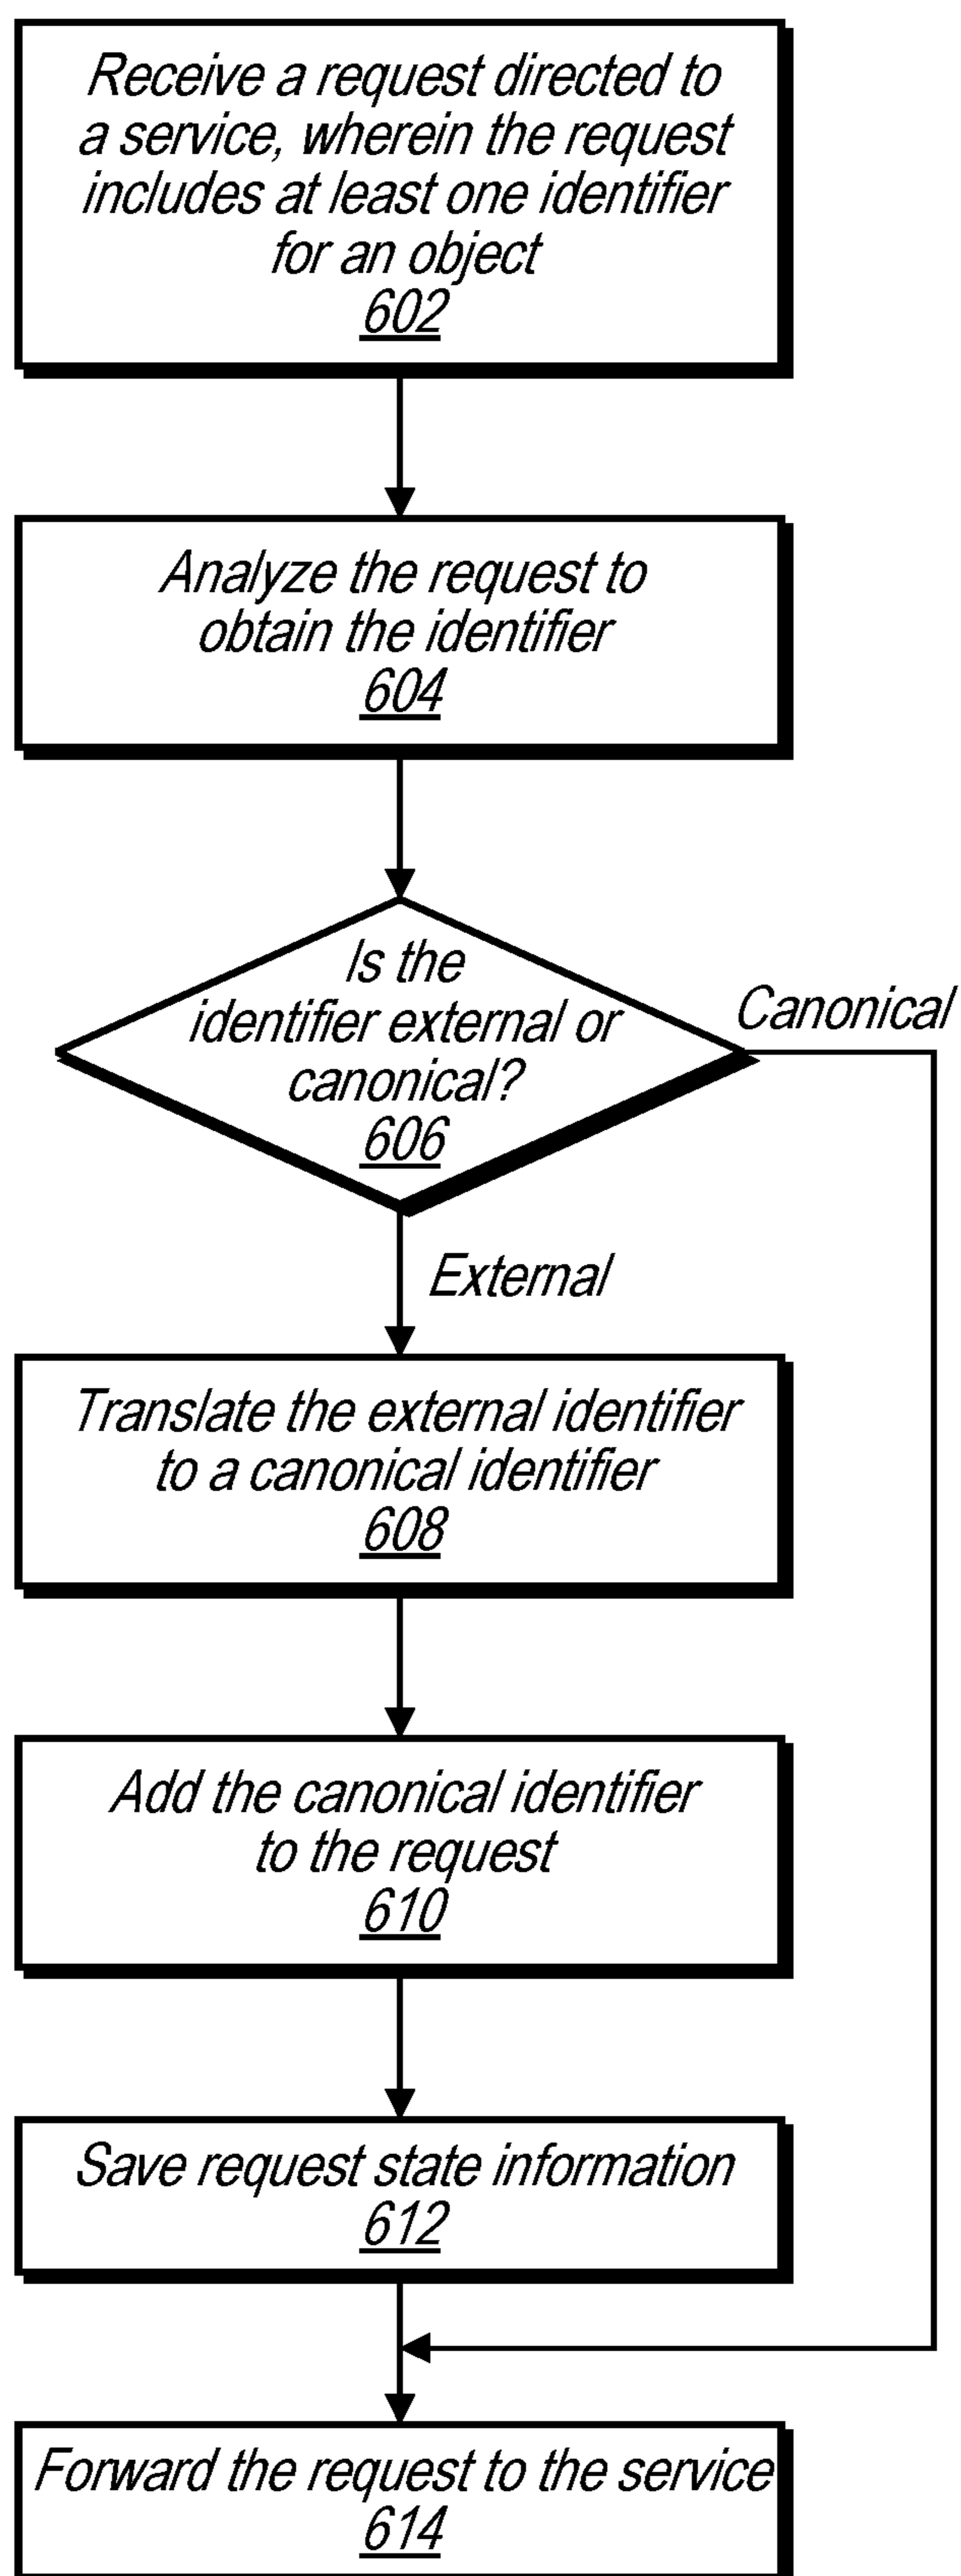 Receive a request directed to
a service, wherein the request
includes at least one identifier
for an object
602
Analyze the request to
obtain the identifier
604
Is the
identifier external or
canonical?
606
Canonical
External
Translate the external identifier
to a canonical identifier
608
Add the canonical identifier
to the request
610
Save request state information
612
Forward the request to the service
614